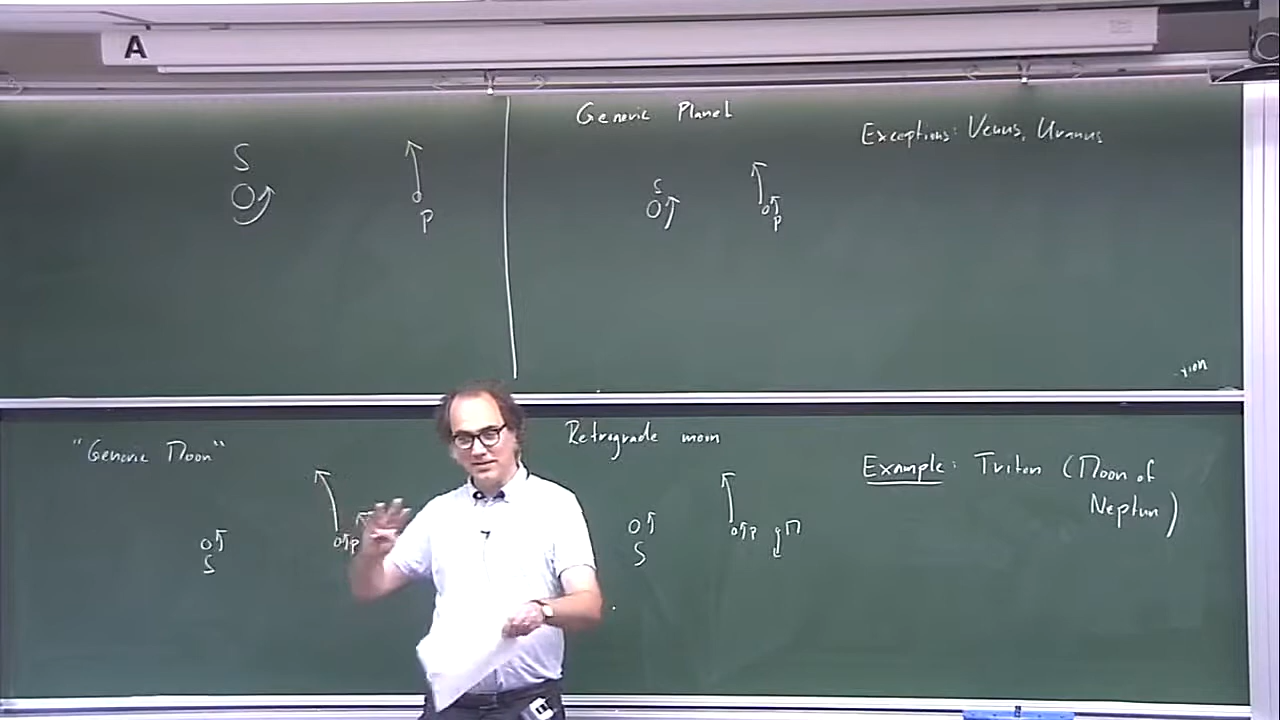 A
Generic Planet
Exceptions: Venus, Uranus
S
P
S
P
"Generic Moon"
Retrograde moon
Example: Triton (Moon of
Neptun)
P
S
P M
S